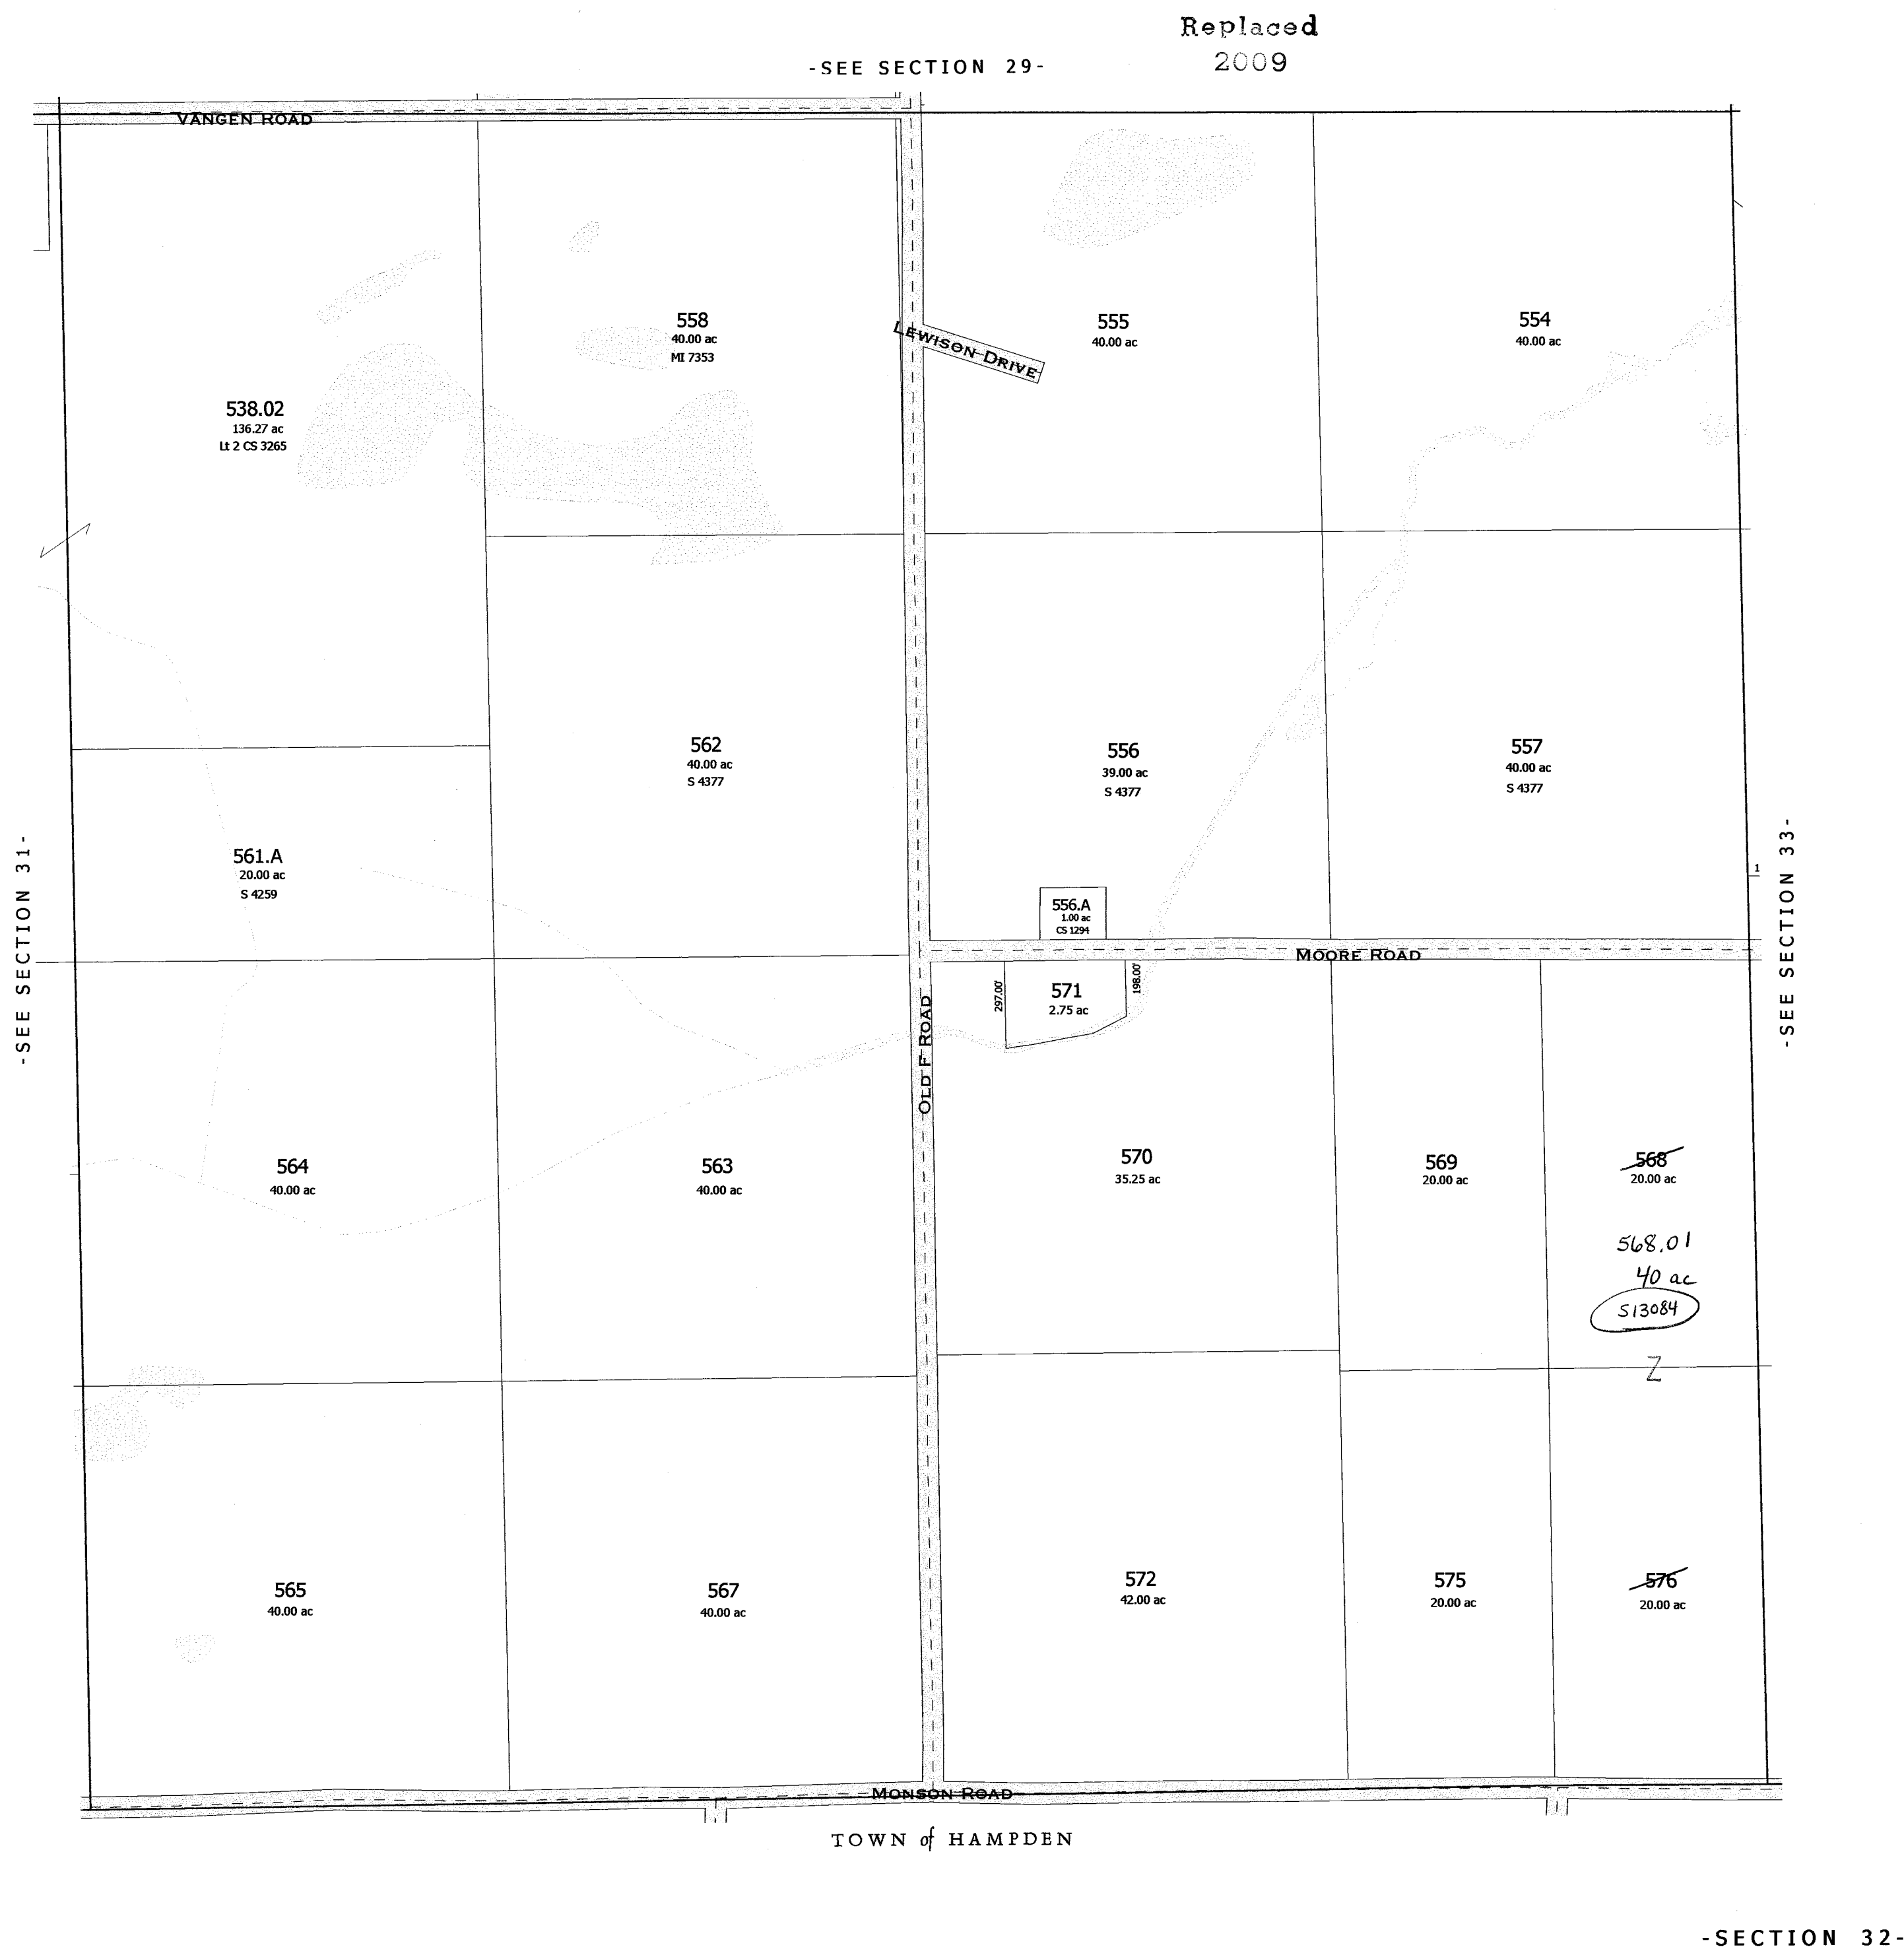 Replaced
2009
-SEE SECTION 29-
VANGEN ROAD
558
40.00 ac
MI 7353
LEWISON DRIVE
555
40.00 ac
554
40.00 ac
538.02
136.27 ac
Lt 2 CS 3265
562
40.00 ac
S 4377
556
39.00 ac
S 4377
557
40.00 ac
S 4377
-SEE SECTION 31-
561.A
20.00 ac
S 4259
556.A
1.00 ac
CS 1294
1
-SEE SECTION 33-
MOORE ROAD
297.00'
571
2.75 ac
198.00'
OLD F ROAD
564
40.00 ac
563
40.00 ac
570
35.25 ac
569
20.00 ac
568
20.00 ac
568.01
40 ac
S13084
Z
565
40.00 ac
567
40.00 ac
572
42.00 ac
575
20.00 ac
576
20.00 ac
MONSON ROAD
TOWN of HAMPDEN
-SECTION 32-